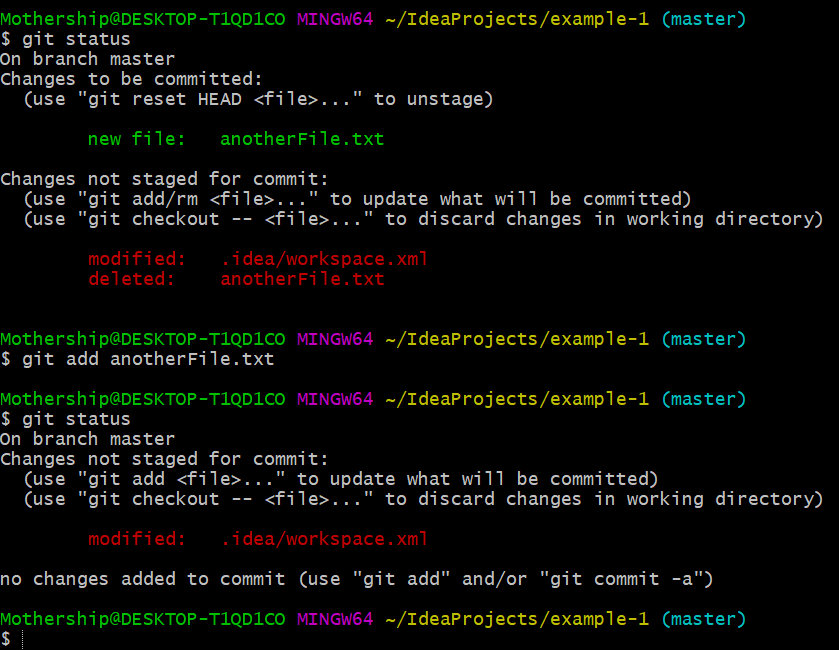 Mothership@DESKTOP-T1QD1CO MINGW64 ~/IdeaProjects/example-1 (master)
$ git status
On branch master
Changes to be committed:
  (use "git reset HEAD <file>..." to unstage)
        new file:   anotherFile.txt
Changes not staged for commit:
  (use "git add/rm <file>..." to update what will be committed)
  (use "git checkout -- <file>..." to discard changes in working directory)
        modified:   .idea/workspace.xml
        deleted:    anotherFile.txt
Mothership@DESKTOP-T1QD1CO MINGW64 ~/IdeaProjects/example-1 (master)
$ git add anotherFile.txt
Mothership@DESKTOP-T1QD1CO MINGW64 ~/IdeaProjects/example-1 (master)
$ git status
On branch master
Changes not staged for commit:
  (use "git add <file>..." to update what will be committed)
  (use "git checkout -- <file>..." to discard changes in working directory)
        modified:   .idea/workspace.xml
no changes added to commit (use "git add" and/or "git commit -a")
Mothership@DESKTOP-T1QD1CO MINGW64 ~/IdeaProjects/example-1 (master)
$